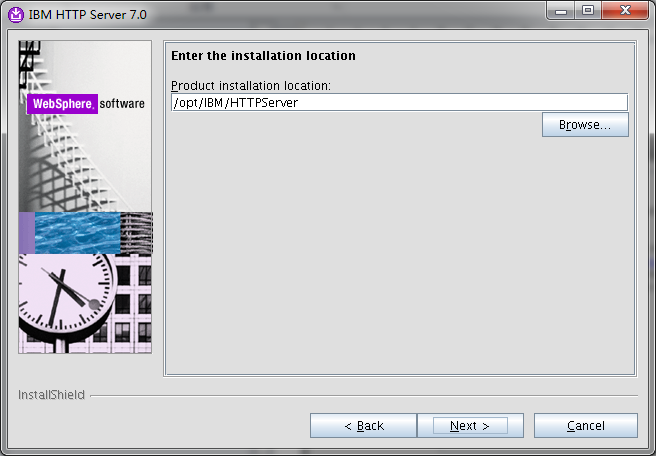 IBM HTTP Server 7.0
Enter the installation location
Product installation location:
/opt/IBM/HTTPServer
Browse...
WebSphere. software
InstallShield
< Back
Next >
Cancel